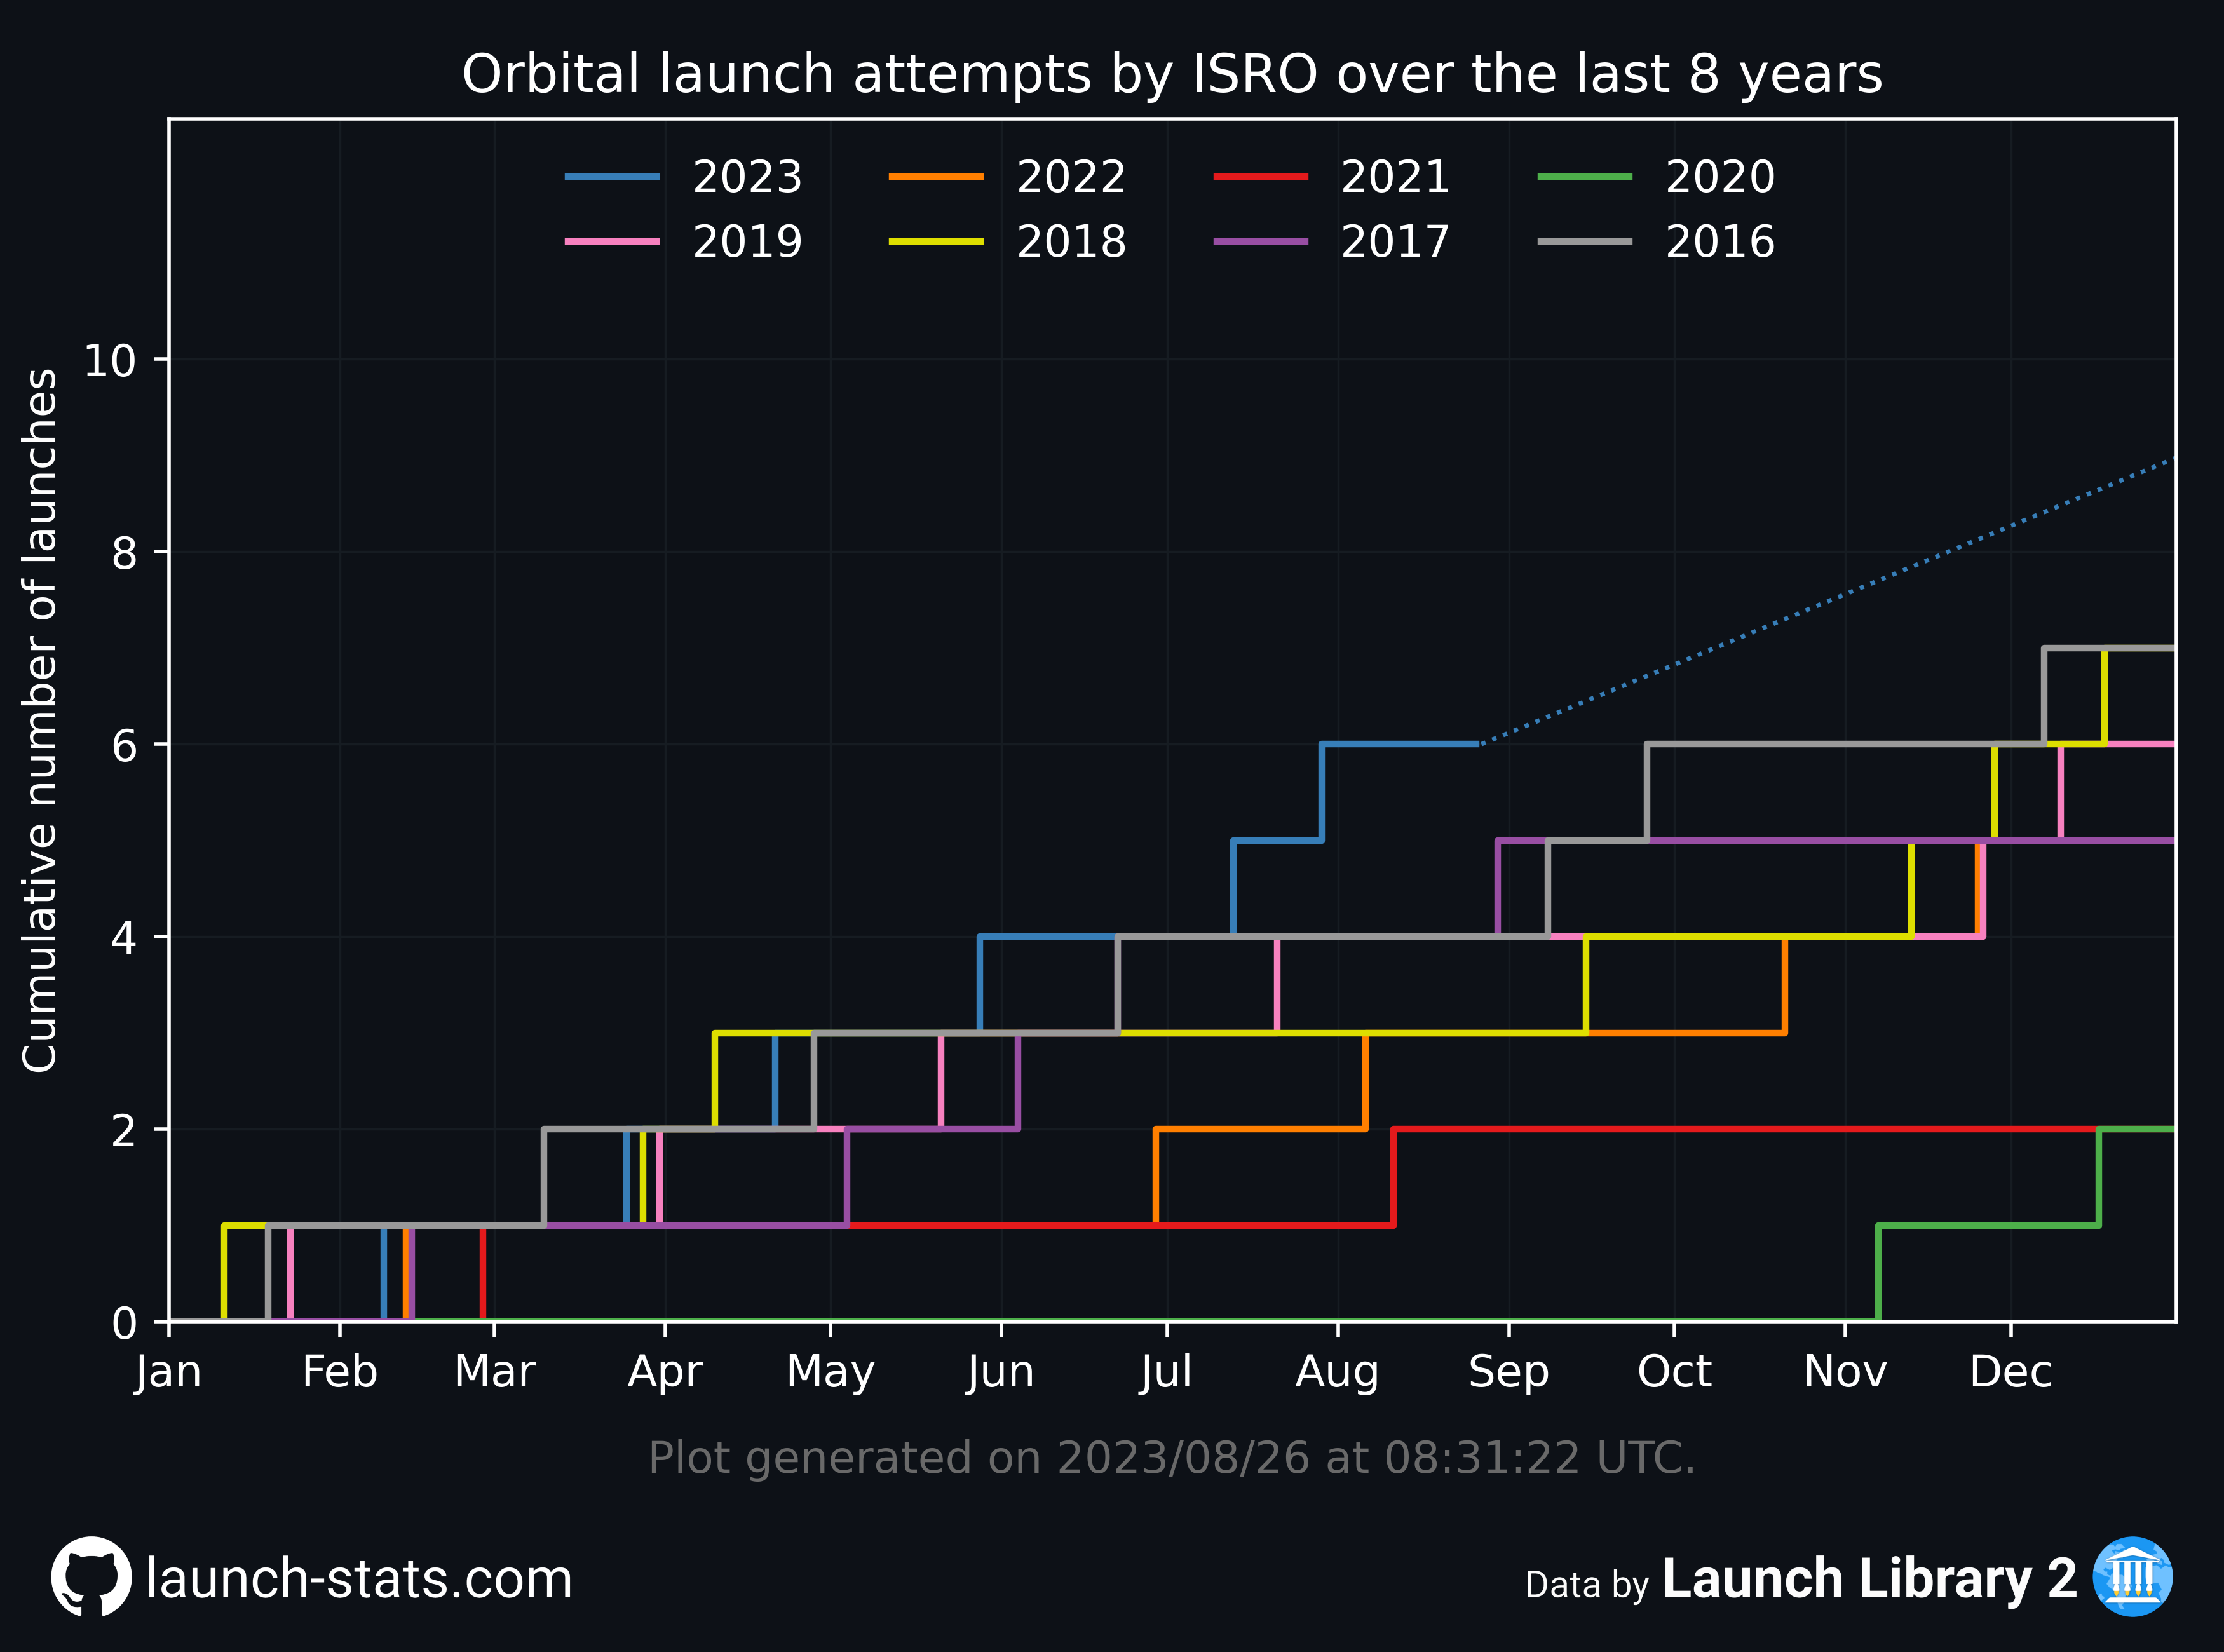 Orbital launch attempts by ISRO over the last 8 years
2023 2022 2021 2020
2019 2018 2017 2016
Cumulative number of launches
10
8
6
4
2
0
Jan Feb Mar Apr May Jun Jul Aug Sep Oct Nov Dec
Plot generated on 2023/08/26 at 08:31:22 UTC.
launch-stats.com
Data by Launch Library 2